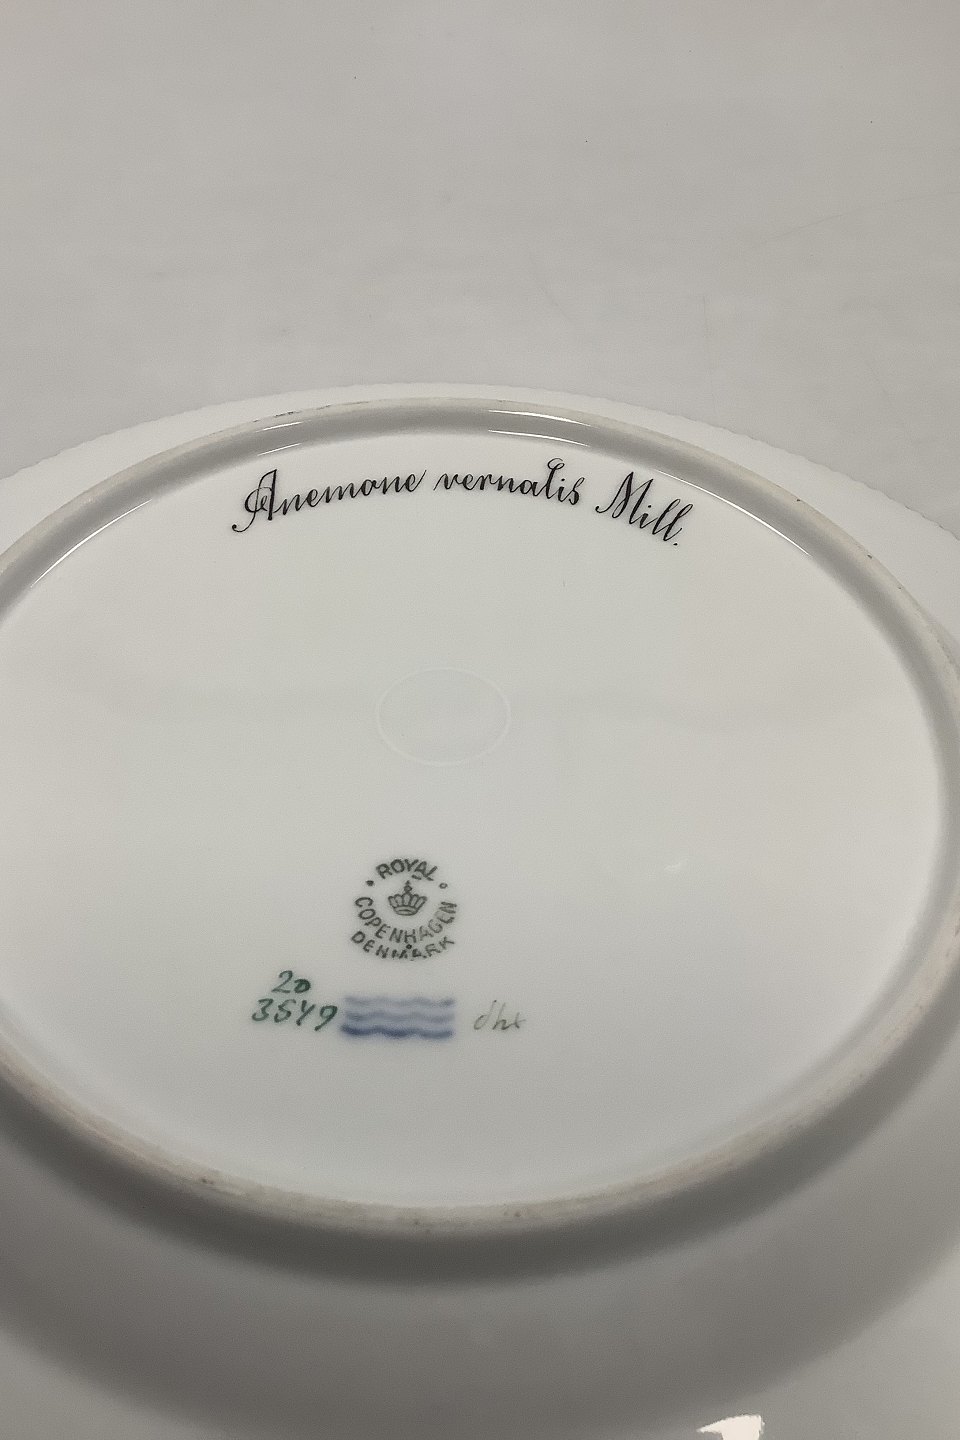 Anemone vernalis Mill.
ROYAL
COPENHAGEN
DENMARK
20
3549